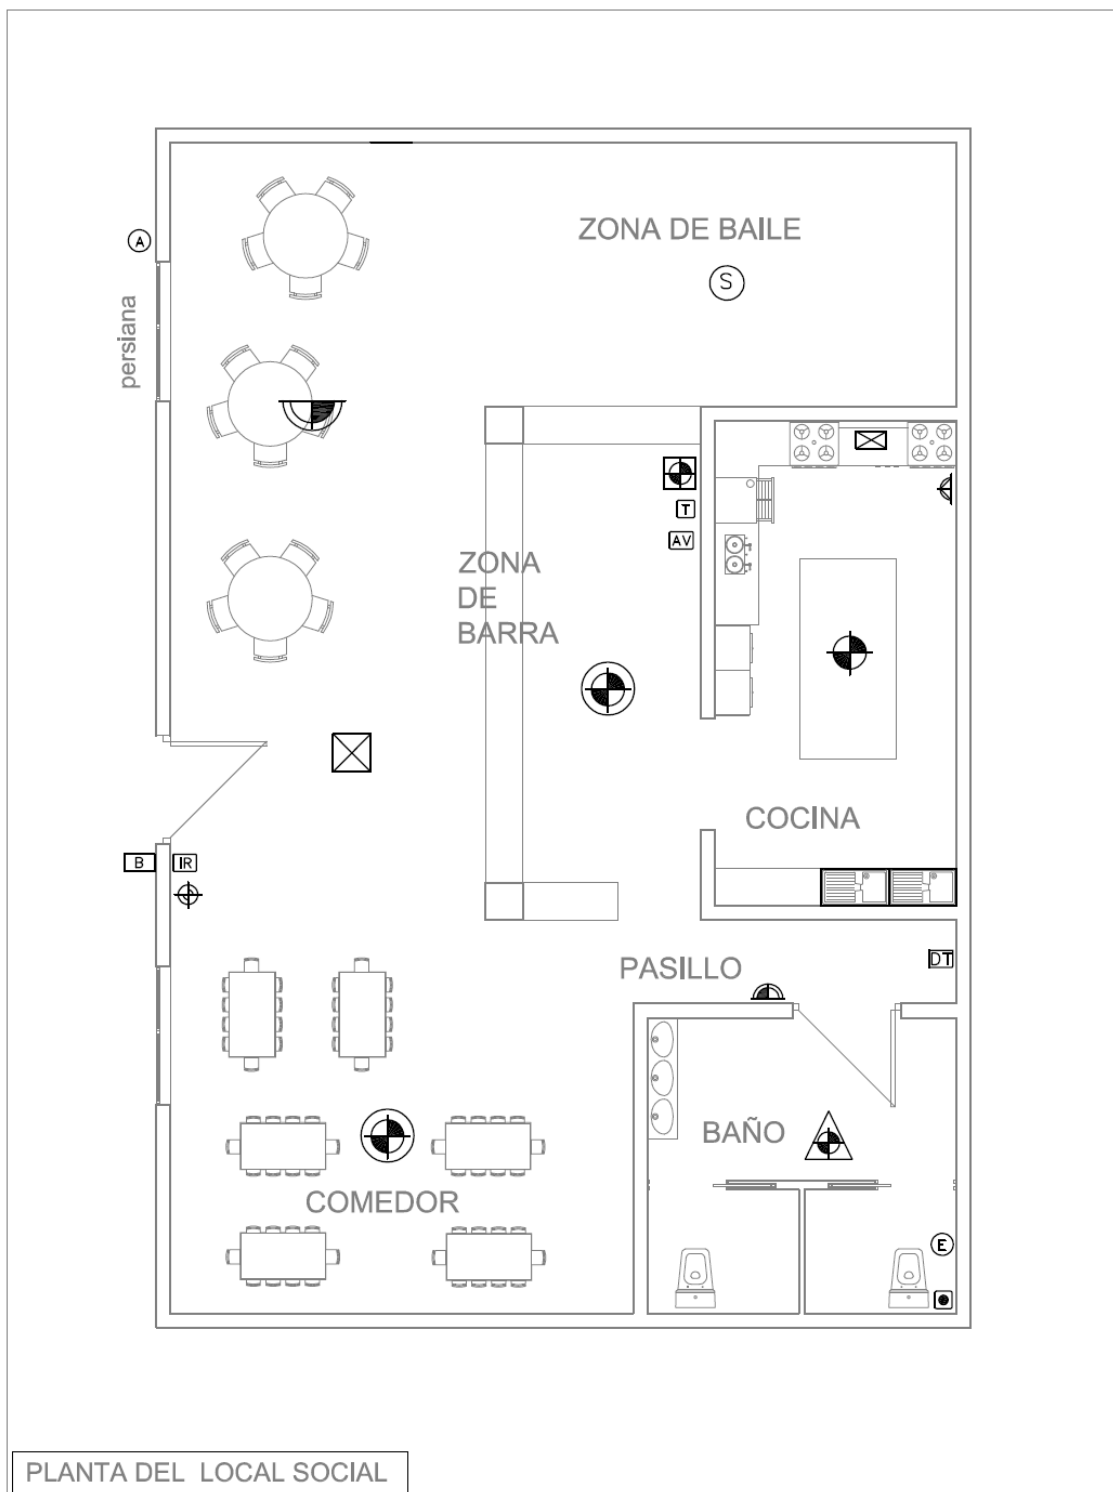 ZONA DE BAILE
A
S
persiana
T
AV
ZONA
DE
BARRA
COCINA
B
IR
PASILLO
DT
BAÑO
COMEDOR
E
PLANTA DEL LOCAL SOCIAL